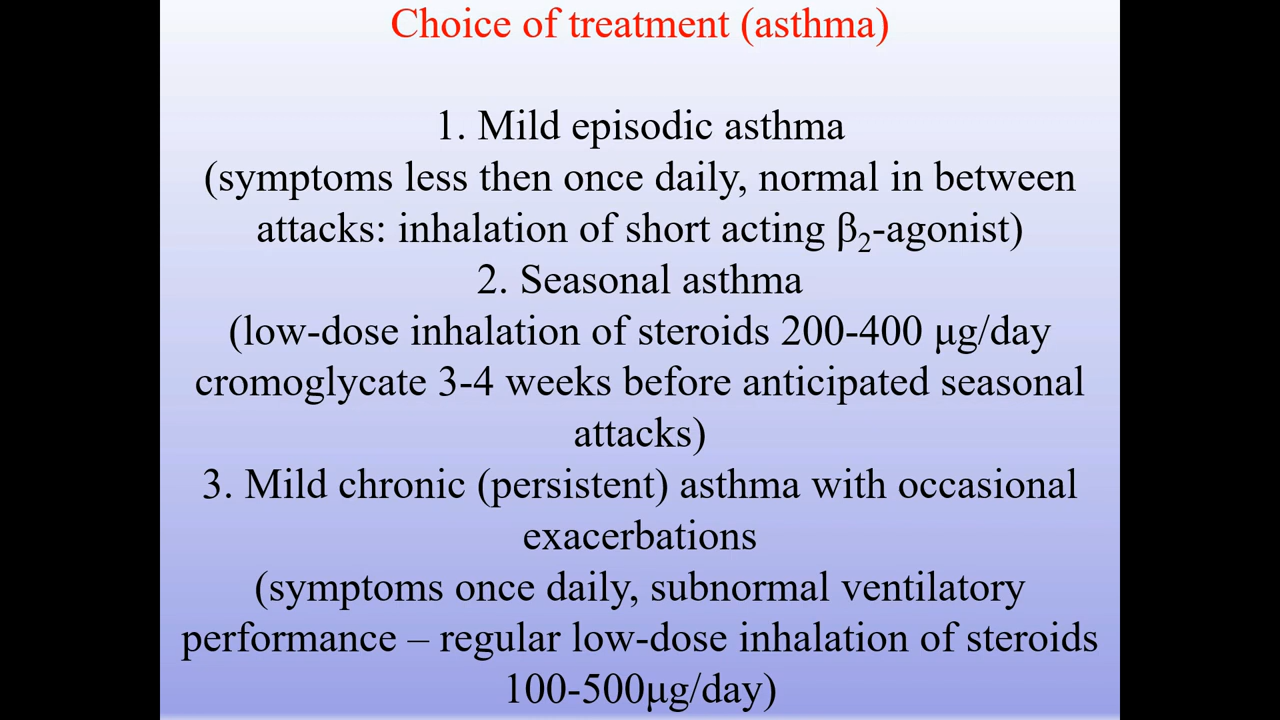 Choice of treatment (asthma)
1. Mild episodic asthma
(symptoms less then once daily, normal in between
attacks: inhalation of short acting β₂-agonist)
2. Seasonal asthma
(low-dose inhalation of steroids 200-400 μg/day
cromoglycate 3-4 weeks before anticipated seasonal
attacks)
3. Mild chronic (persistent) asthma with occasional
exacerbations
(symptoms once daily, subnormal ventilatory
performance – regular low-dose inhalation of steroids
100-500μg/day)